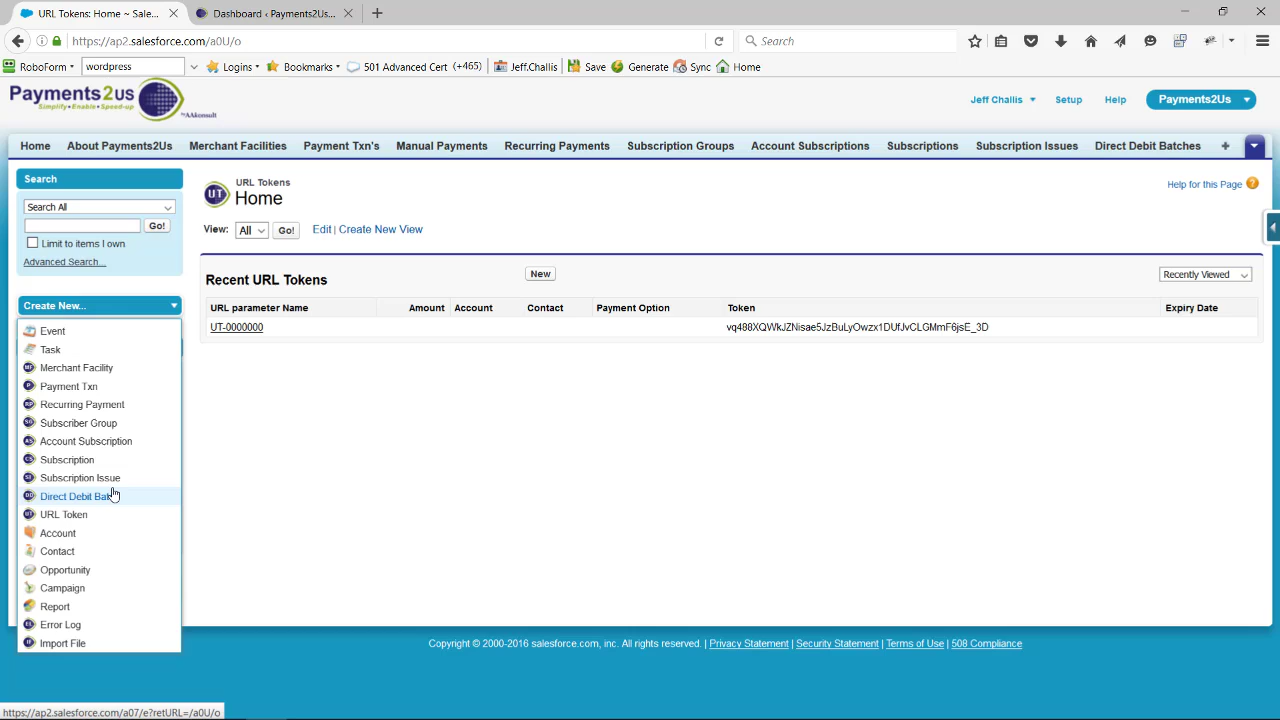 URL Tokens: Home ~ Sales...
Dashboard ‹ Payments2Us...
https://ap2.salesforce.com/a0U/o
Search
RoboForm
wordpress
Logins
Bookmarks
501 Advanced Cert (+465)
Jeff.Challis
Save
Generate
Sync
Home
Payments2us
Simplify • Enable • Speed-up
by AAkonsult
Jeff Challis
Setup
Help
Payments2Us
Home
About Payments2Us
Merchant Facilities
Payment Txn's
Manual Payments
Recurring Payments
Subscription Groups
Account Subscriptions
Subscriptions
Subscription Issues
Direct Debit Batches
+
Search
Search All
Go!
Limit to items I own
Advanced Search...
Create New...
Event
Task
Merchant Facility
Payment Txn
Recurring Payment
Subscriber Group
Account Subscription
Subscription
Subscription Issue
Direct Debit
URL Token
Account
Contact
Opportunity
Campaign
Report
Error Log
Import File
UT
URL Tokens
Home
Help for this Page
View: All Go! Edit | Create New View
Recent URL Tokens
New
Recently Viewed
URL parameter Name Amount Account Contact Payment Option Token Expiry Date
UT-0000000
Copyright © 2000-2016 salesforce.com, inc. All rights reserved. | Privacy Statement | Security Statement | Terms of Use | 508 Compliance
https://ap2.salesforce.com/a07/e?retURL=/a0U/o